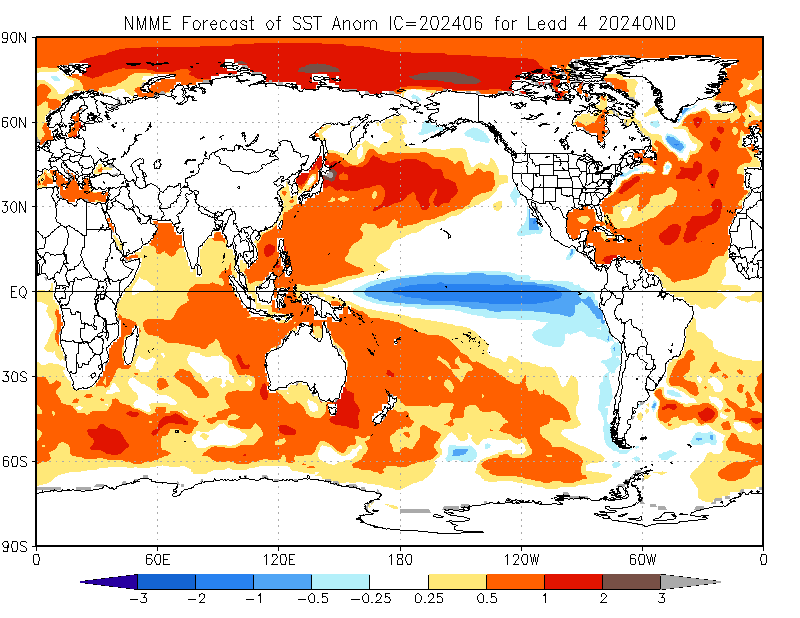 NMME Forecast of SST Anom IC=202406 for Lead 4 2024OND
90N
60N
30N
EQ
30S
60S
90S
0 60E 120E 180 120W 60W 0
-3 -2 -1 -0.5 -0.25 0.25 0.5 1 2 3